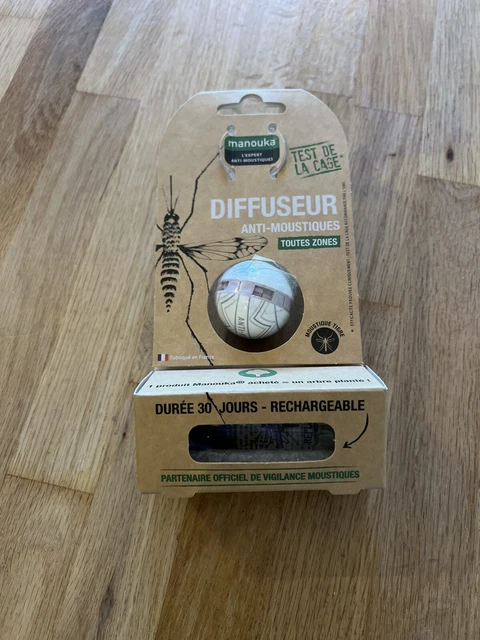 manouka
L'EXPERT
ANTI-MOUSTIQUES
TEST DE
LA CAGE*
DIFFUSEUR
ANTI-MOUSTIQUES
TOUTES ZONES
MOUSTIQUE TIGRE
Fabriqué en France
1 produit Manouka® acheté = un arbre planté !
DURÉE 30 JOURS - RECHARGEABLE
PARTENAIRE OFFICIEL DE VIGILANCE MOUSTIQUES